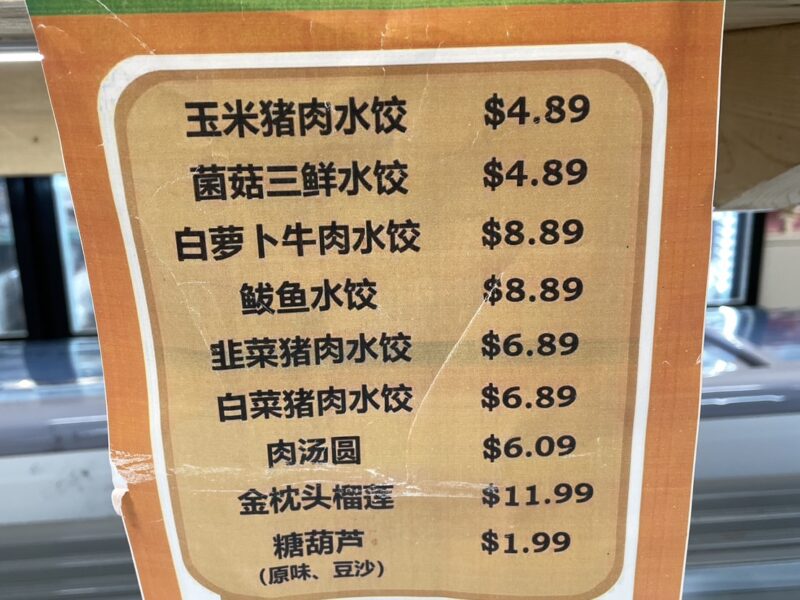 玉米猪肉水饺 $4.89
菌菇三鲜水饺 $4.89
白萝卜牛肉水饺 $8.89
鲅鱼水饺 $8.89
韭菜猪肉水饺 $6.89
白菜猪肉水饺 $6.89
肉汤圆 $6.09
金枕头榴莲 $11.99
糖葫芦 $1.99
(原味、豆沙)